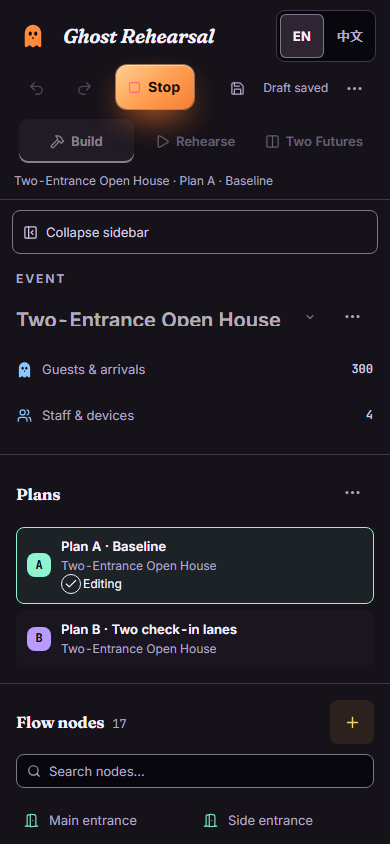 Ghost Rehearsal
EN
中文
Stop
Draft saved
Build
Rehearse
Two Futures
Two-Entrance Open House · Plan A · Baseline
Collapse sidebar
EVENT
Two-Entrance Open House
Guests & arrivals 300
Staff & devices 4
Plans
A
Plan A · Baseline
Two-Entrance Open House
Editing
B
Plan B · Two check-in lanes
Two-Entrance Open House
Flow nodes 17
Search nodes...
Main entrance
Side entrance